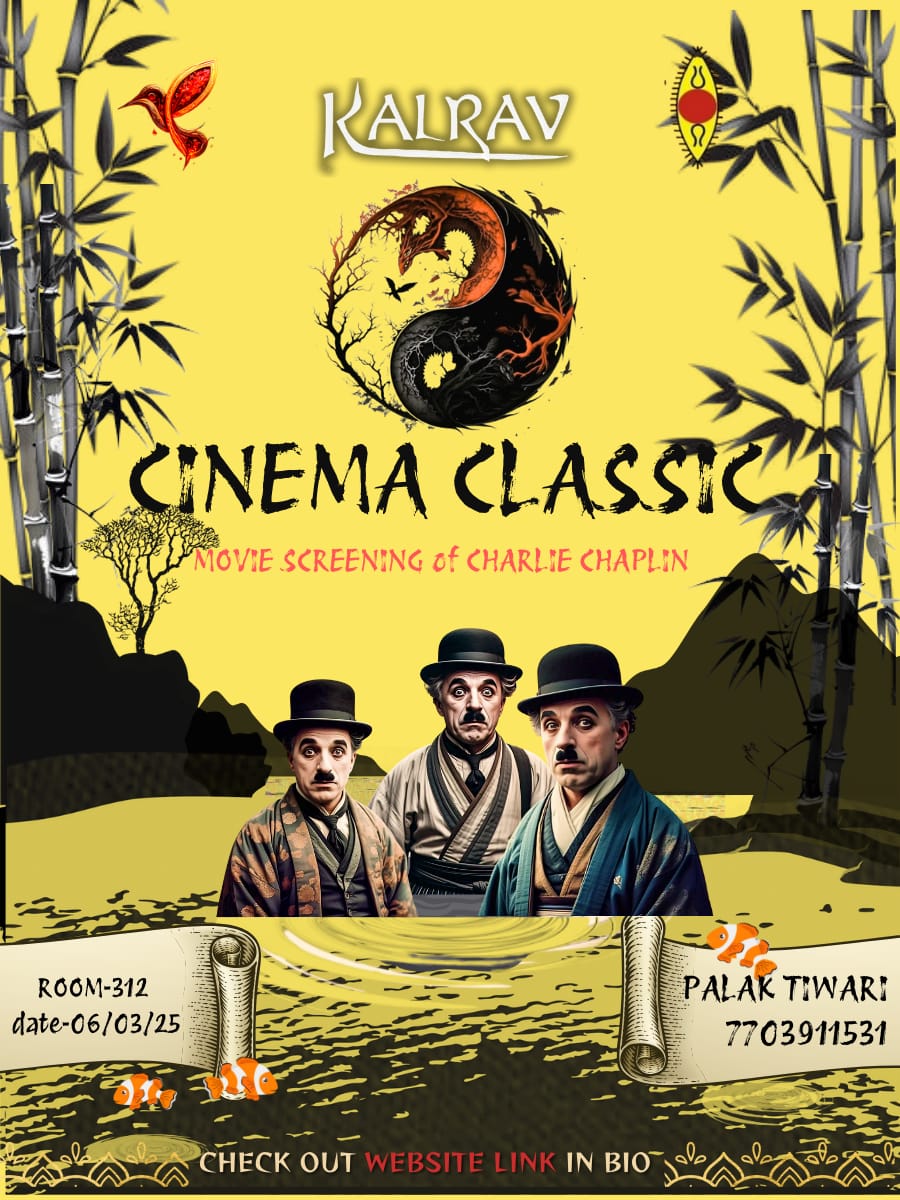 KALRAV
CINEMA CLASSIC
MOVIE SCREENING of CHARLIE CHAPLIN
ROOM-312
date-06/03/25
PALAK TIWARI
7703911531
CHECK OUT WEBSITE LINK IN BIO